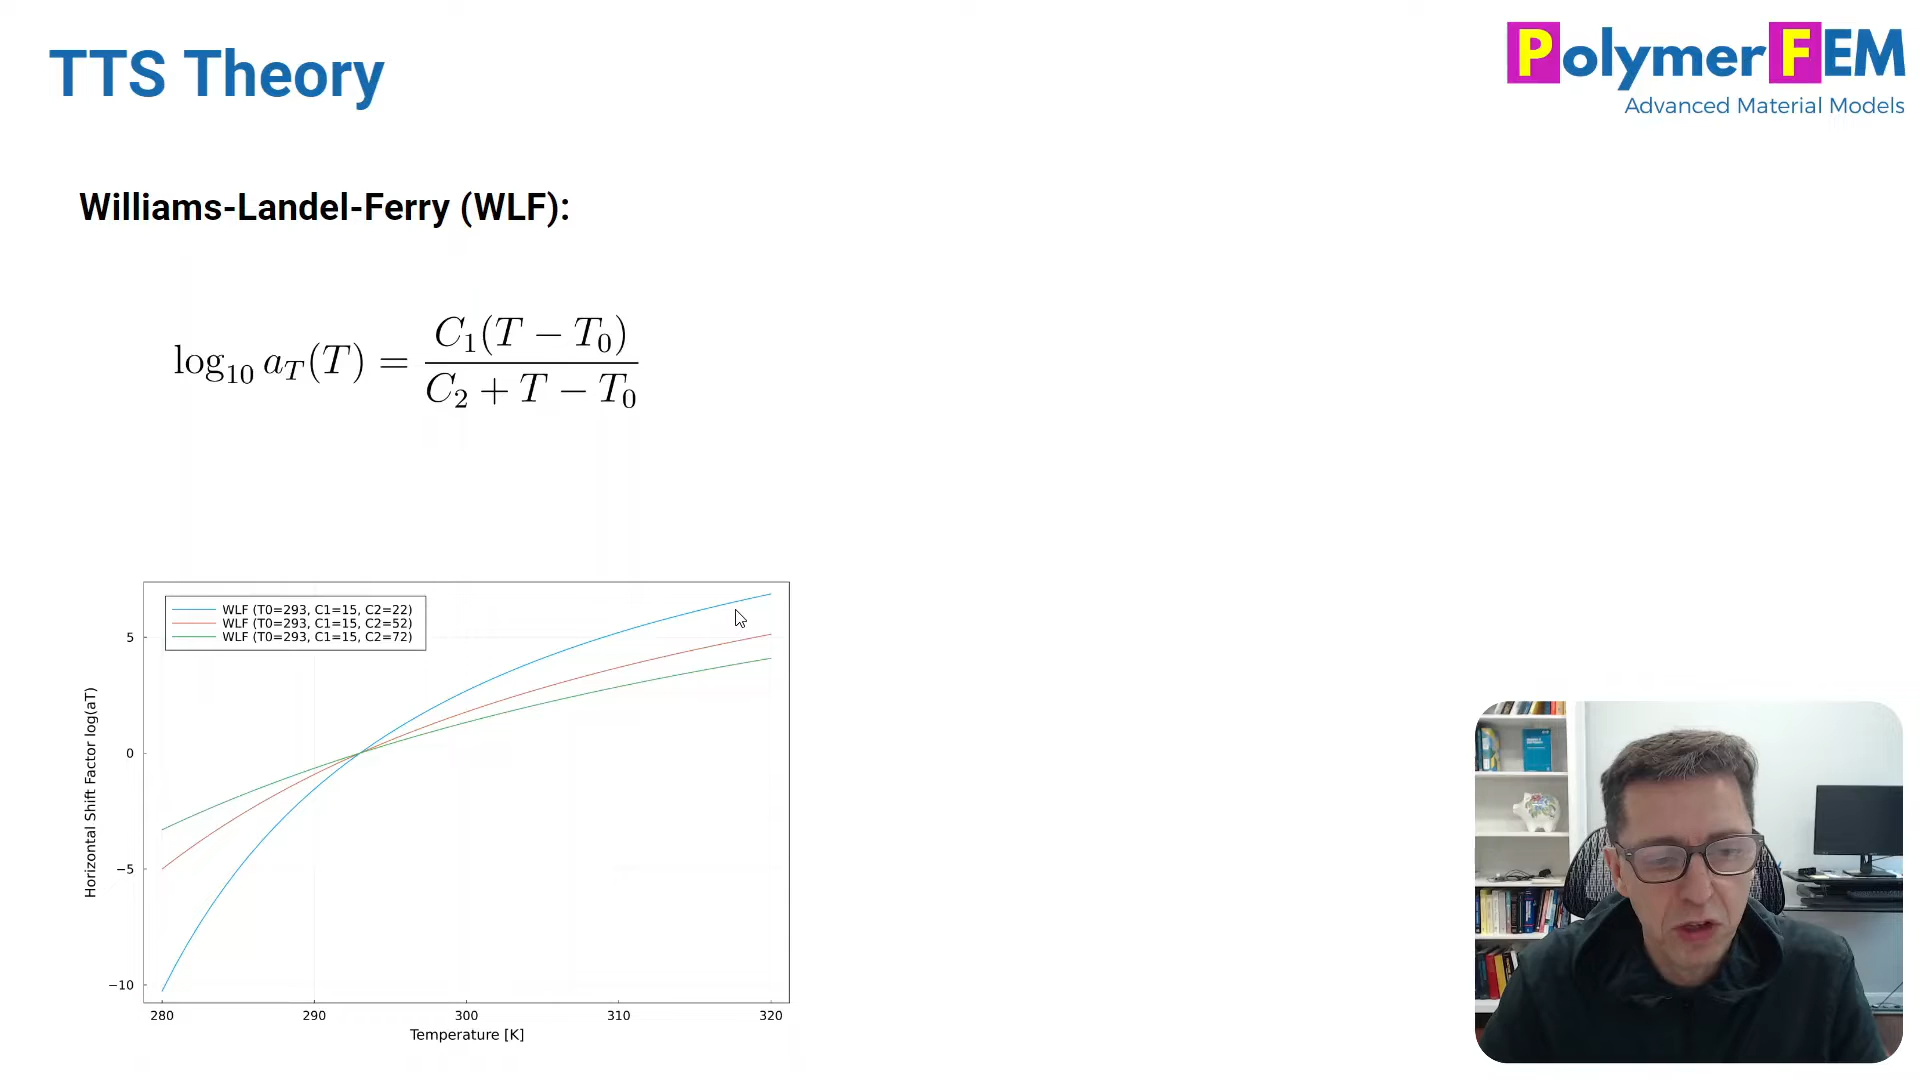 TTS Theory
PolymerFEM
Advanced Material Models
Williams-Landel-Ferry (WLF):
log₁₀ a_T(T) = C₁(T − T₀) / (C₂ + T − T₀)
WLF (T0=293, C1=15, C2=22)
WLF (T0=293, C1=15, C2=52)
WLF (T0=293, C1=15, C2=72)
5
0
−5
−10
Horizontal Shift Factor log(aT)
280 290 300 310 320
Temperature [K]